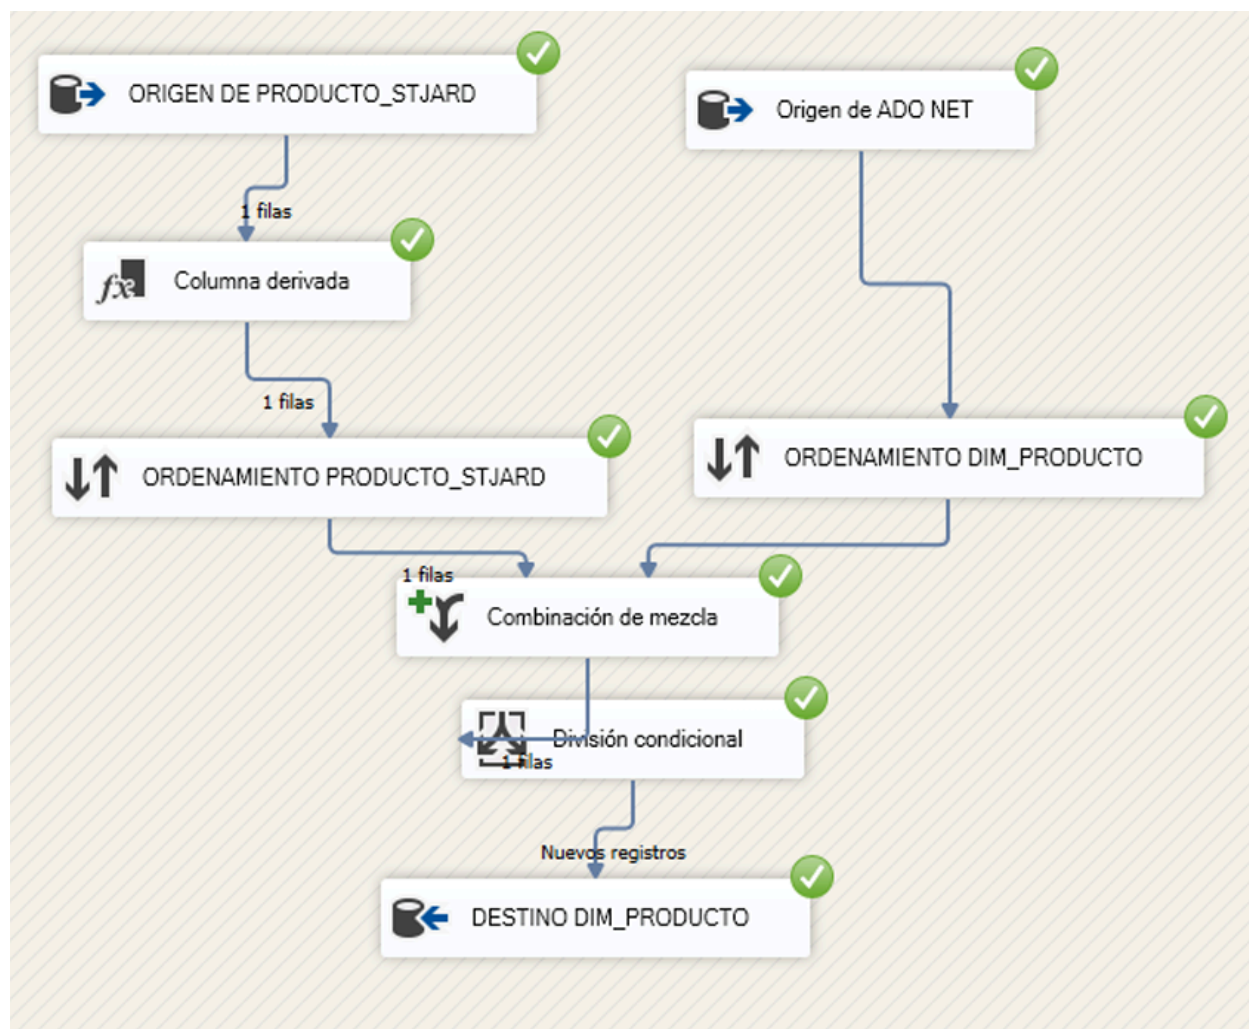 ORIGEN DE PRODUCTO_STJARD
Origen de ADO NET
1 filas
Columna derivada
1 filas
ORDENAMIENTO PRODUCTO_STJARD
ORDENAMIENTO DIM_PRODUCTO
1 filas
Combinación de mezcla
División condicional
1 filas
Nuevos registros
DESTINO DIM_PRODUCTO